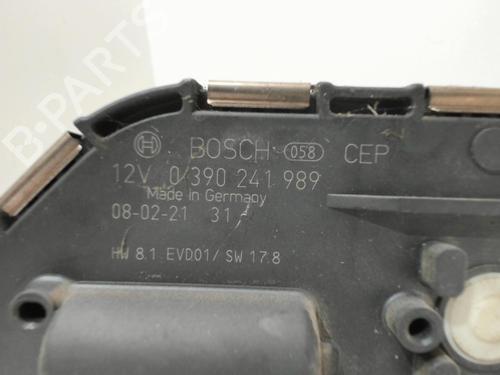 BOSCH 058 CEP
12V 0 390 241 989
Made in Germany
08-02-21 31
HW 8.1 EVD01/ SW 17.8
B-PARTS